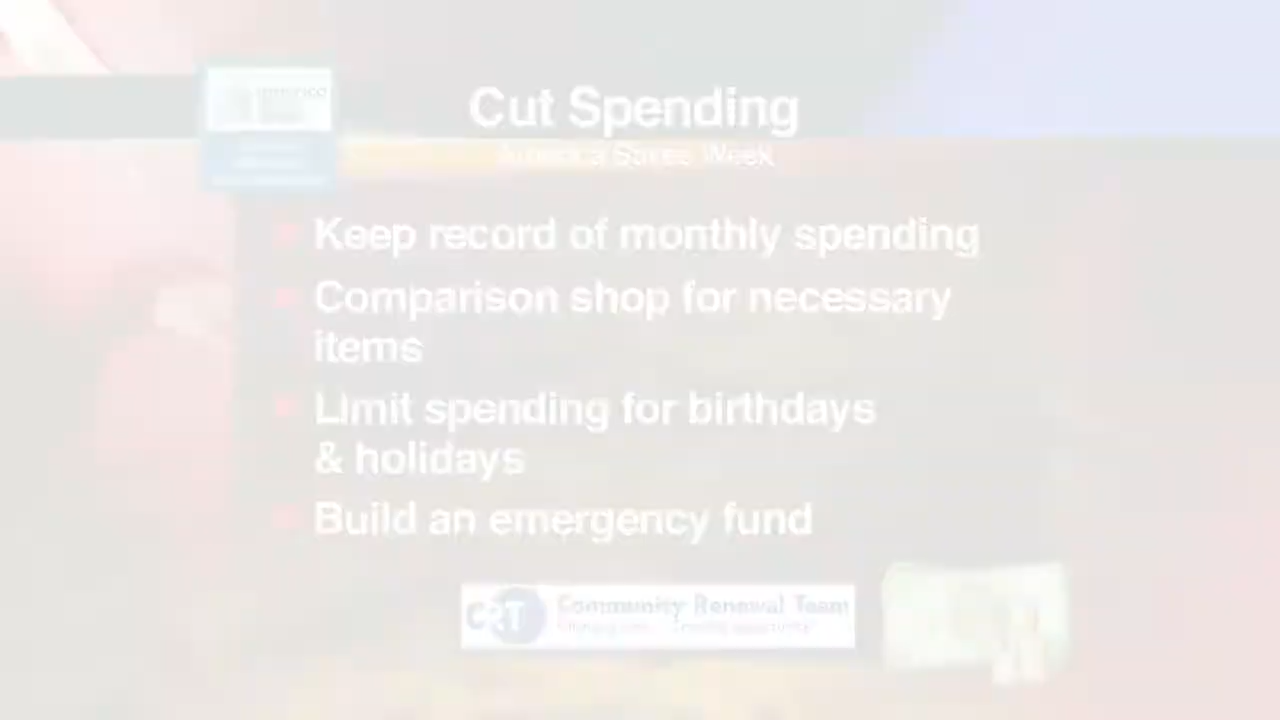 Cut Spending
America Saves Week
Keep record of monthly spending
Comparison shop for necessary
items
Limit spending for birthdays
& holidays
Build an emergency fund
CRT Community Renewal Team